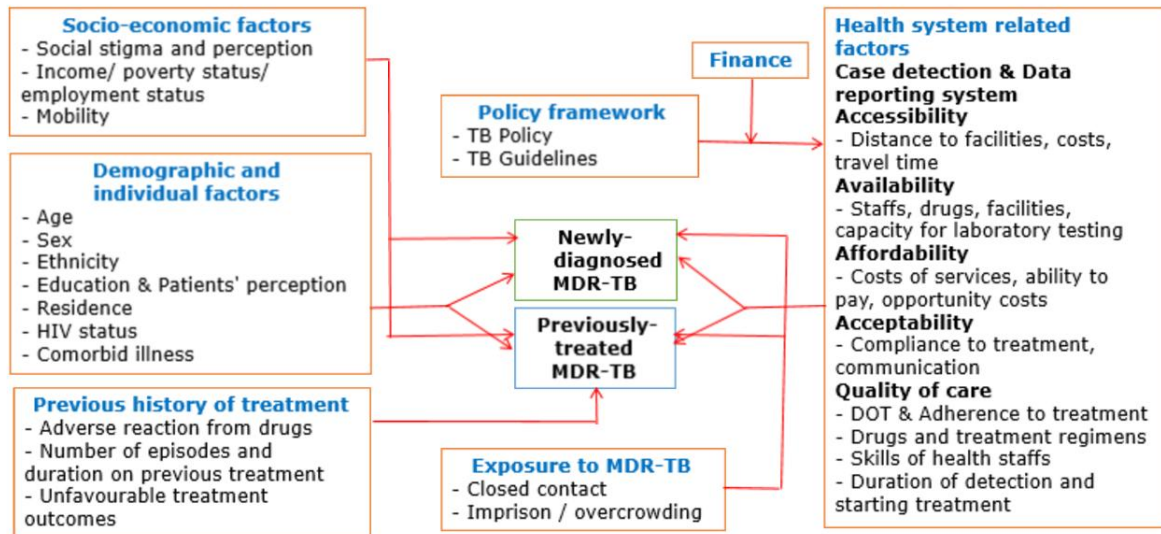 Socio-economic factors
- Social stigma and perception
- Income/ poverty status/
employment status
- Mobility
Demographic and
individual factors
- Age
- Sex
- Ethnicity
- Education & Patients' perception
- Residence
- HIV status
- Comorbid illness
Previous history of treatment
- Adverse reaction from drugs
- Number of episodes and
duration on previous treatment
- Unfavourable treatment
outcomes
Finance
Policy framework
- TB Policy
- TB Guidelines
Newly-
diagnosed
MDR-TB
Previously-
treated
MDR-TB
Exposure to MDR-TB
- Closed contact
- Imprison / overcrowding
Health system related
factors
Case detection & Data
reporting system
Accessibility
- Distance to facilities, costs,
travel time
Availability
- Staffs, drugs, facilities,
capacity for laboratory testing
Affordability
- Costs of services, ability to
pay, opportunity costs
Acceptability
- Compliance to treatment,
communication
Quality of care
- DOT & Adherence to treatment
- Drugs and treatment regimens
- Skills of health staffs
- Duration of detection and
starting treatment